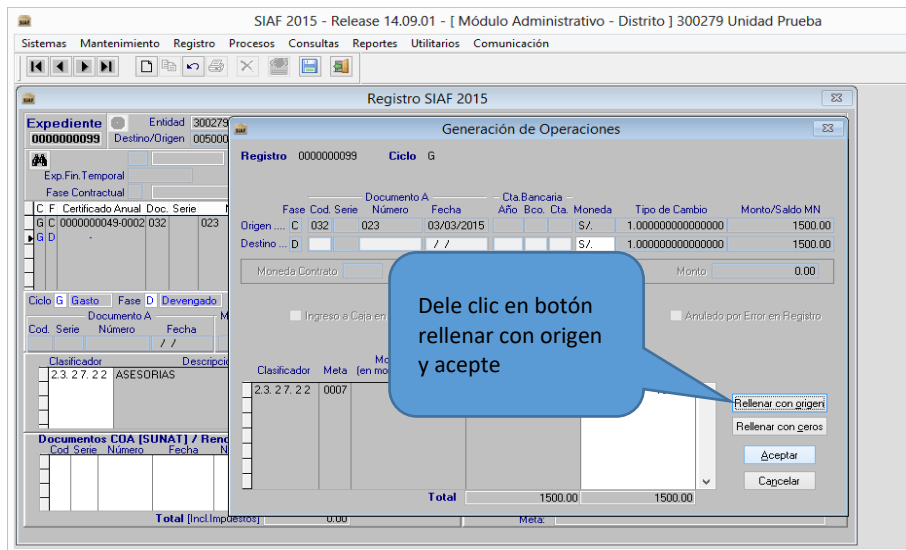 SIAF 2015 - Release 14.09.01 - [ Módulo Administrativo - Distrito ] 300279 Unidad Prueba
Sistemas Mantenimiento Registro Procesos Consultas Reportes Utilitarios Comunicación
Registro SIAF 2015
Expediente Entidad 300279
0000000099 Destino/Origen 005000
Exp.Fin.Temporal
Fase Contractual
C F Certificado Anual Doc. Serie
G C 0000000049-0002 032 023
G D -
Ciclo G Gasto Fase D Devengado
Documento A
Cod. Serie Número Fecha
/ /
Clasificador
2.3. 2 7. 2 2 ASESORIAS
Documentos COA [SUNAT] /
Cod Serie Número Fecha
Total [Incl.Impuestos] 0.00
Meta:
Generación de Operaciones
Registro 0000000099 Ciclo G
Documento A Cta.Bancaria
Fase Cod. Serie Número Fecha Año Bco. Cta. Moneda Tipo de Cambio Monto/Saldo MN
Origen .... C 032 023 03/03/2015 S/. 1.000000000000000 1500.00
Destino ... D / / S/. 1.000000000000000 1500.00
Moneda Contrato Monto 0.00
Ingreso a Caja en Anulado por Error en Registro
Clasificador Meta
2.3. 2 7. 2 2 0007
Dele clic en botón
rellenar con origen
y acepte
Rellenar con origen
Rellenar con ceros
Aceptar
Cancelar
Total 1500.00 1500.00